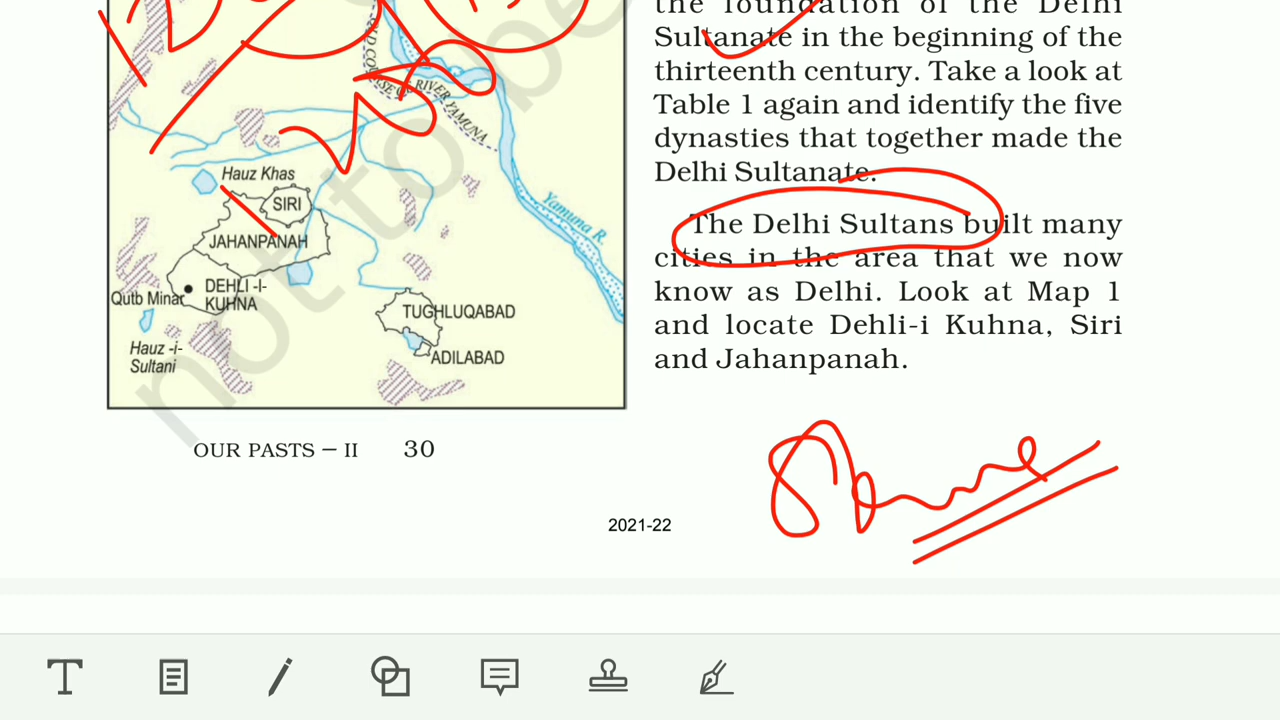 the foundation of the Delhi
Sultanate in the beginning of the
thirteenth century. Take a look at
Table 1 again and identify the five
dynasties that together made the
Delhi Sultanate.
The Delhi Sultans built many
cities in the area that we now
know as Delhi. Look at Map 1
and locate Dehli-i Kuhna, Siri
and Jahanpanah.
RIVER YAMUNA
Hauz Khas
SIRI
JAHANPANAH
Yamuna R.
DEHLI -I-
KUHNA
Qutb Minar
TUGHLUQABAD
Hauz -i-
Sultani
ADILABAD
not to be
OUR PASTS – II 30
2021-22
T